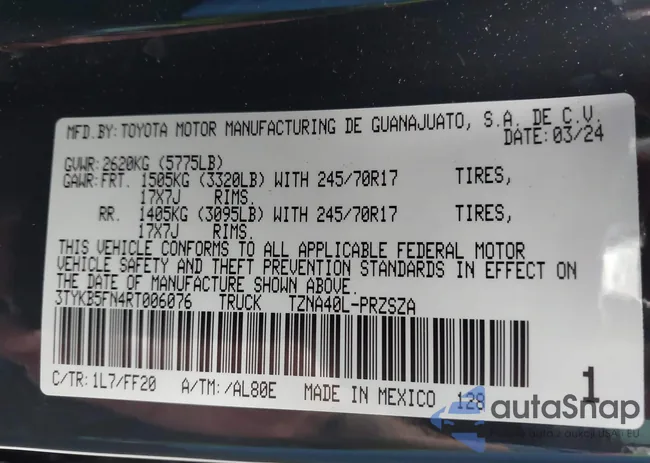 MFD.BY:TOYOTA MOTOR MANUFACTURING DE GUANAJUATO, S.A. DE C.V.
DATE:03/24
GVWR:2620KG (5775LB)
GAWR:FRT. 1505KG (3320LB) WITH 245/70R17 TIRES,
17X7J RIMS.
RR. 1405KG (3095LB) WITH 245/70R17 TIRES,
17X7J RIMS.
THIS VEHICLE CONFORMS TO ALL APPLICABLE FEDERAL MOTOR
VEHICLE SAFETY AND THEFT PREVENTION STANDARDS IN EFFECT ON
THE DATE OF MANUFACTURE SHOWN ABOVE.
3TYKB5FN4RT006076 TRUCK TZNA40L-PRZSZA
C/TR:1L7/FF20 A/TM:/AL80E MADE IN MEXICO 128 1
autaSnap